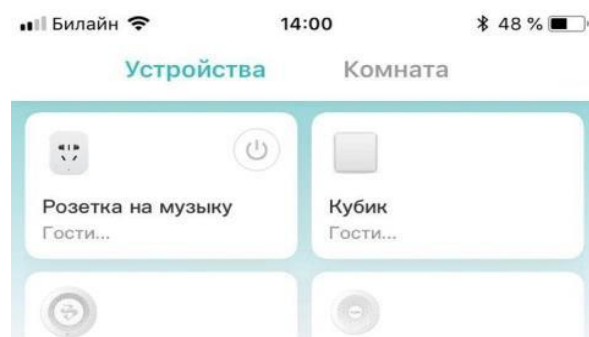 Билайн 14:00 48 %
Устройства Комната
Розетка на музыку Кубик
Гости... Гости...